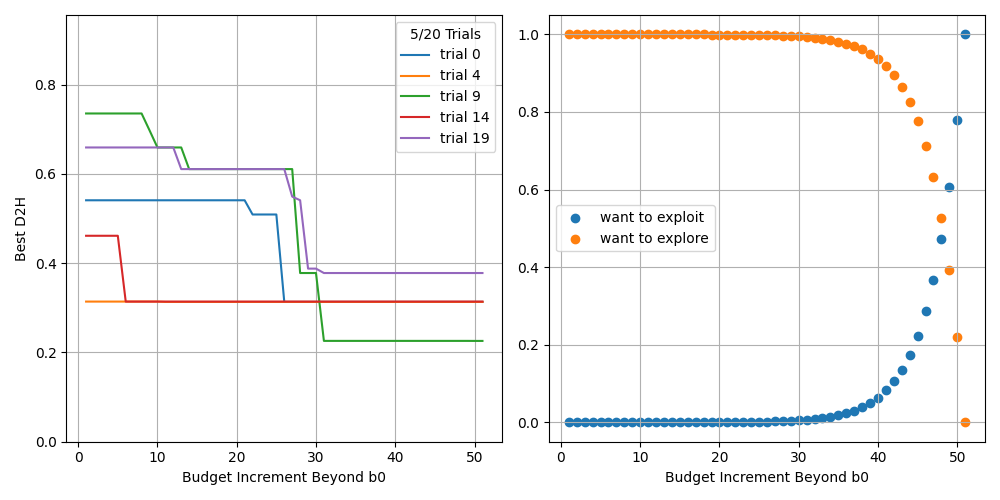 5/20 Trials
trial 0
trial 4
trial 9
trial 14
trial 19
Best D2H
0.8
0.6
0.4
0.2
0.0
0 10 20 30 40 50
Budget Increment Beyond b0
1.0
0.8
0.6
0.4
0.2
0.0
want to exploit
want to explore
0 10 20 30 40 50
Budget Increment Beyond b0